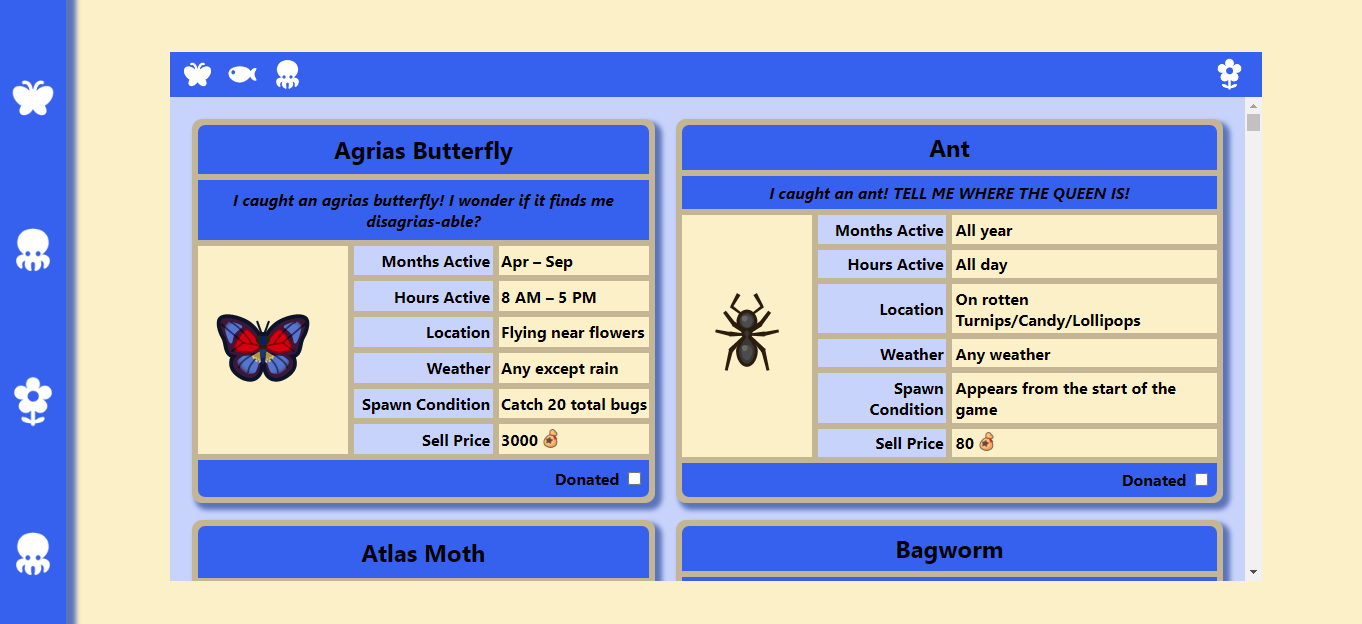 Agrias Butterfly
I caught an agrias butterfly! I wonder if it finds me
disagrias-able?
Months Active Apr – Sep
Hours Active 8 AM – 5 PM
Location Flying near flowers
Weather Any except rain
Spawn Condition Catch 20 total bugs
Sell Price 3000
Donated
Ant
I caught an ant! TELL ME WHERE THE QUEEN IS!
Months Active All year
Hours Active All day
Location On rotten
Turnips/Candy/Lollipops
Weather Any weather
Spawn Condition Appears from the start of the
game
Sell Price 80
Donated
Atlas Moth
Bagworm